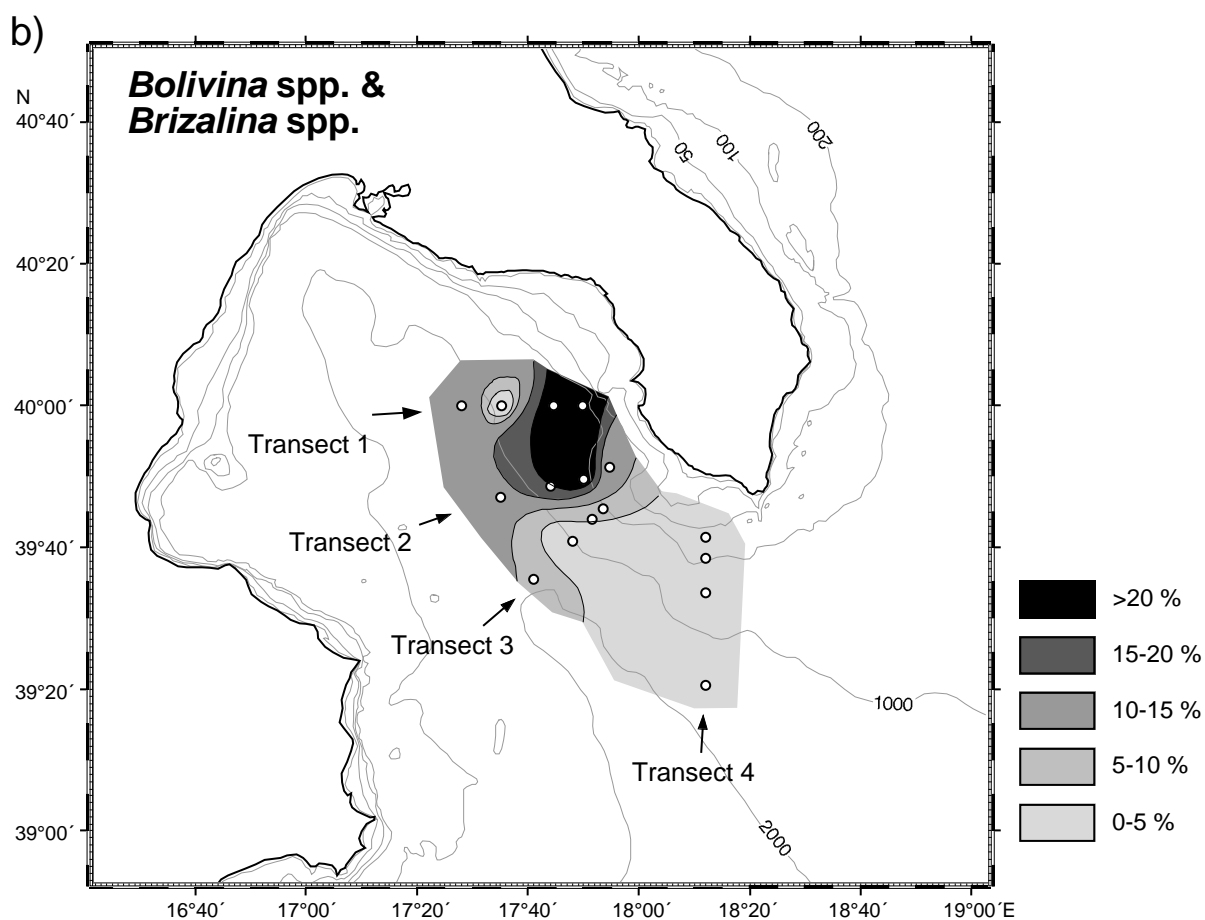 b)
Bolivina spp. &
Brizalina spp.
N
40°40´
40°20´
40°00´
39°40´
39°20´
39°00´
200
100
50
Transect 1
Transect 2
Transect 3
Transect 4
1000
2000
>20 %
15-20 %
10-15 %
5-10 %
0-5 %
16°40´ 17°00´ 17°20´ 17°40´ 18°00´ 18°20´ 18°40´ 19°00´E